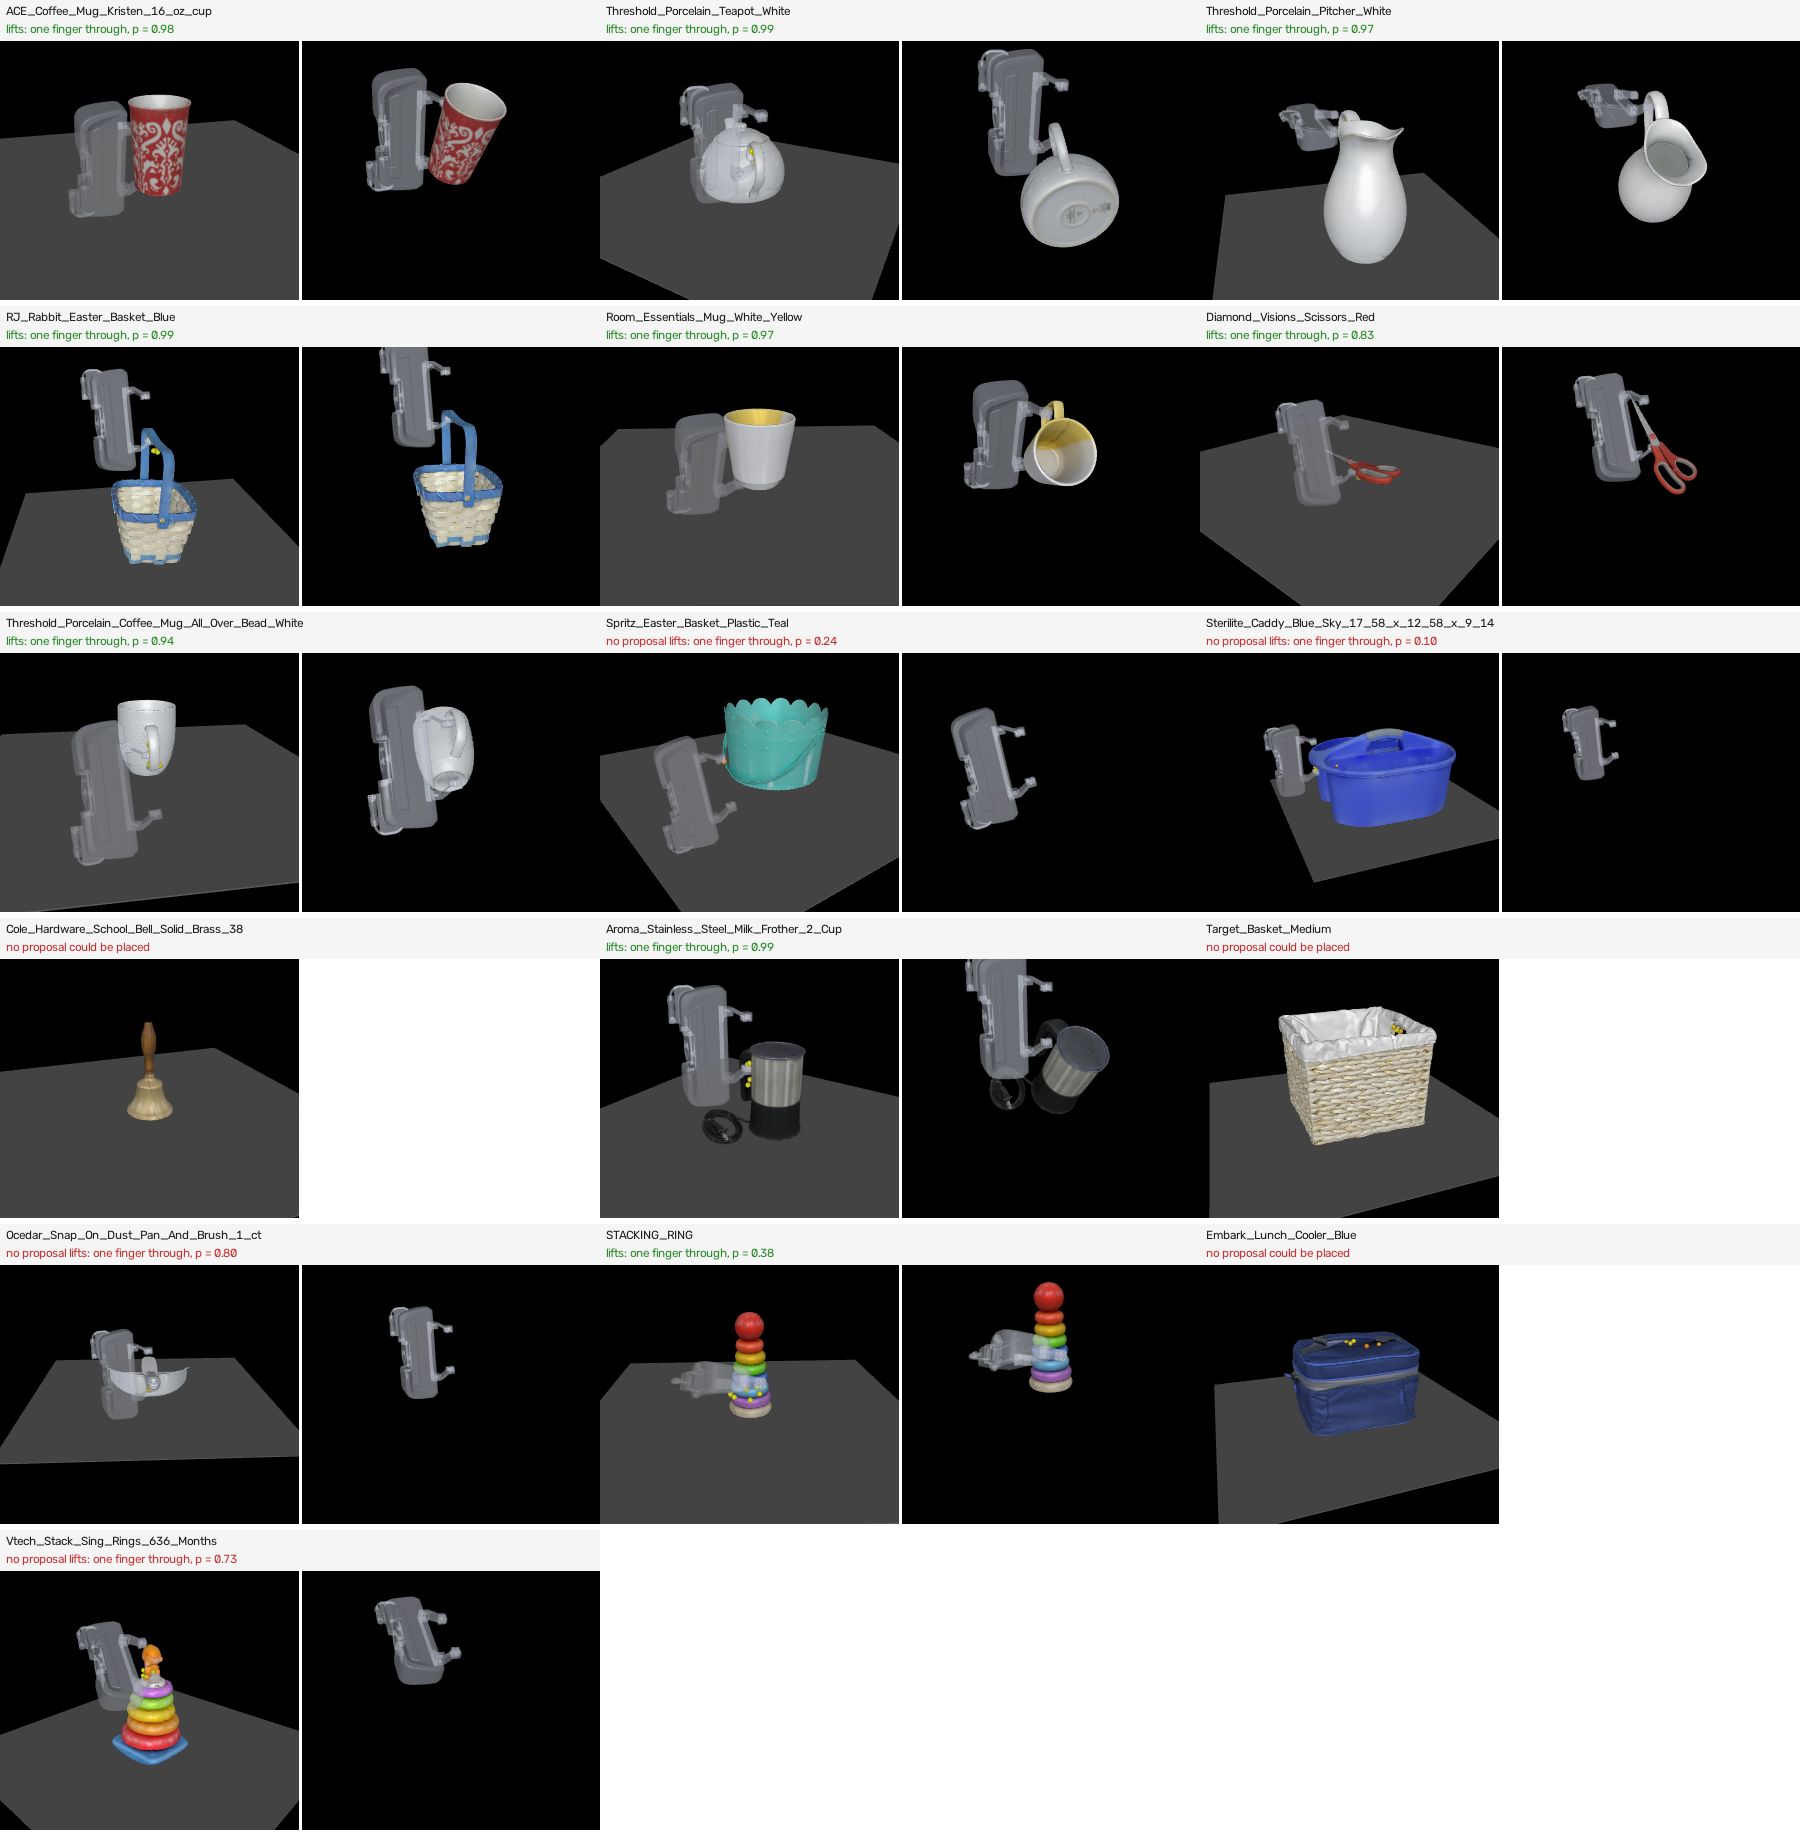 ACE_Coffee_Mug_Kristen_16_oz_cup
lifts: one finger through, p = 0.98
Threshold_Porcelain_Teapot_White
lifts: one finger through, p = 0.99
Threshold_Porcelain_Pitcher_White
lifts: one finger through, p = 0.97
RJ_Rabbit_Easter_Basket_Blue
lifts: one finger through, p = 0.99
Room_Essentials_Mug_White_Yellow
lifts: one finger through, p = 0.97
Diamond_Visions_Scissors_Red
lifts: one finger through, p = 0.83
Threshold_Porcelain_Coffee_Mug_All_Over_Bead_White
lifts: one finger through, p = 0.94
Spritz_Easter_Basket_Plastic_Teal
no proposal lifts: one finger through, p = 0.24
Sterilite_Caddy_Blue_Sky_17_58_x_12_58_x_9_14
no proposal lifts: one finger through, p = 0.10
Cole_Hardware_School_Bell_Solid_Brass_38
no proposal could be placed
Aroma_Stainless_Steel_Milk_Frother_2_Cup
lifts: one finger through, p = 0.99
Target_Basket_Medium
no proposal could be placed
Ocedar_Snap_On_Dust_Pan_And_Brush_1_ct
no proposal lifts: one finger through, p = 0.80
STACKING_RING
lifts: one finger through, p = 0.38
Embark_Lunch_Cooler_Blue
no proposal could be placed
Vtech_Stack_Sing_Rings_636_Months
no proposal lifts: one finger through, p = 0.73